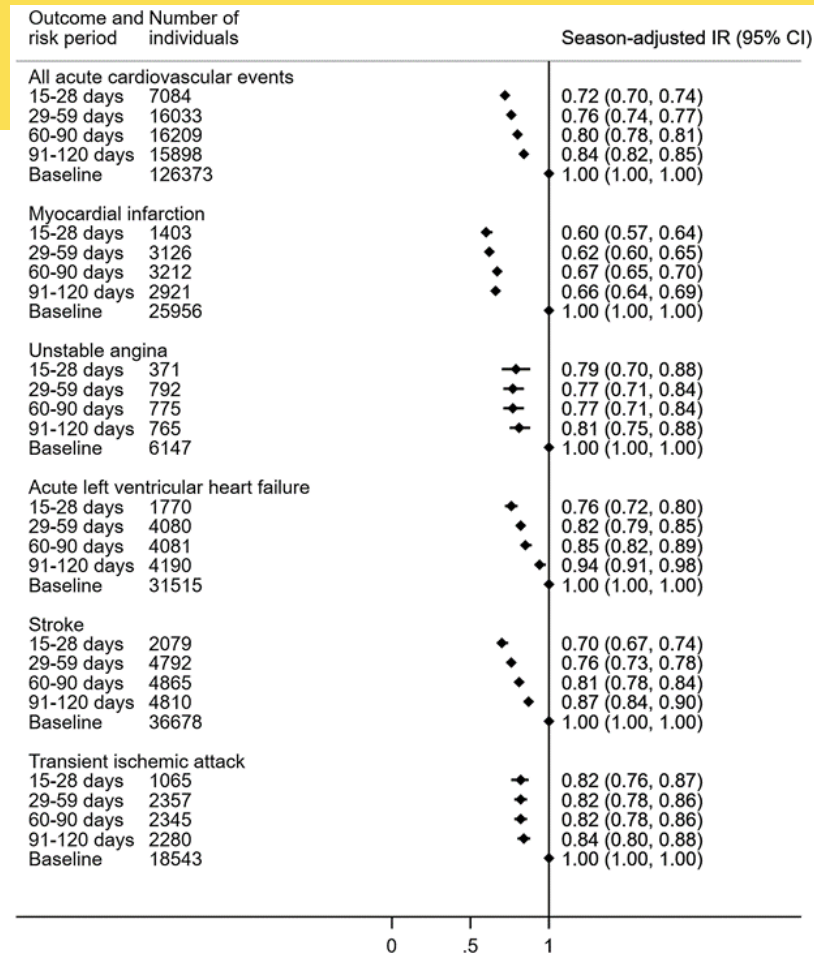 Outcome and Number of
risk period individuals Season-adjusted IR (95% CI)
All acute cardiovascular events
15-28 days 7084 0.72 (0.70, 0.74)
29-59 days 16033 0.76 (0.74, 0.77)
60-90 days 16209 0.80 (0.78, 0.81)
91-120 days 15898 0.84 (0.82, 0.85)
Baseline 126373 1.00 (1.00, 1.00)
Myocardial infarction
15-28 days 1403 0.60 (0.57, 0.64)
29-59 days 3126 0.62 (0.60, 0.65)
60-90 days 3212 0.67 (0.65, 0.70)
91-120 days 2921 0.66 (0.64, 0.69)
Baseline 25956 1.00 (1.00, 1.00)
Unstable angina
15-28 days 371 0.79 (0.70, 0.88)
29-59 days 792 0.77 (0.71, 0.84)
60-90 days 775 0.77 (0.71, 0.84)
91-120 days 765 0.81 (0.75, 0.88)
Baseline 6147 1.00 (1.00, 1.00)
Acute left ventricular heart failure
15-28 days 1770 0.76 (0.72, 0.80)
29-59 days 4080 0.82 (0.79, 0.85)
60-90 days 4081 0.85 (0.82, 0.89)
91-120 days 4190 0.94 (0.91, 0.98)
Baseline 31515 1.00 (1.00, 1.00)
Stroke
15-28 days 2079 0.70 (0.67, 0.74)
29-59 days 4792 0.76 (0.73, 0.78)
60-90 days 4865 0.81 (0.78, 0.84)
91-120 days 4810 0.87 (0.84, 0.90)
Baseline 36678 1.00 (1.00, 1.00)
Transient ischemic attack
15-28 days 1065 0.82 (0.76, 0.87)
29-59 days 2357 0.82 (0.78, 0.86)
60-90 days 2345 0.82 (0.78, 0.86)
91-120 days 2280 0.84 (0.80, 0.88)
Baseline 18543 1.00 (1.00, 1.00)
0 .5 1